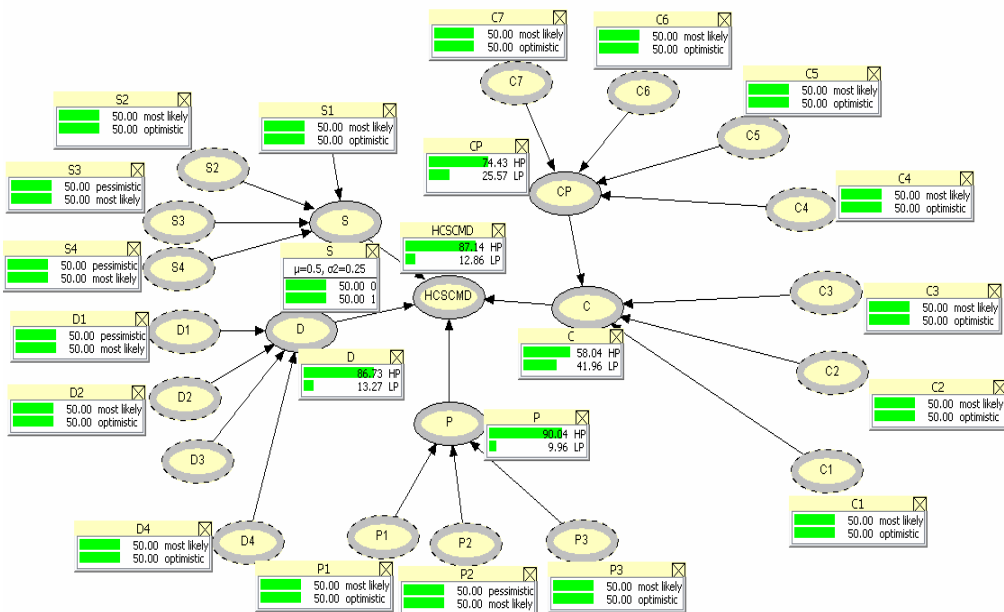 C7
50.00 most likely
50.00 optimistic
C6
50.00 most likely
50.00 optimistic
C5
50.00 most likely
50.00 optimistic
S2
50.00 most likely
50.00 optimistic
S1
50.00 most likely
50.00 optimistic
C7
C6
C5
CP
74.43 HP
25.57 LP
S3
50.00 pessimistic
50.00 most likely
S2
CP
C4
C4
50.00 most likely
50.00 optimistic
S3
S
S4
50.00 pessimistic
50.00 most likely
S4
HCSCMD
87.14 HP
12.86 LP
S
μ=0.5, σ2=0.25
50.00 0
50.00 1
HCSCMD
C
C3
C3
50.00 most likely
50.00 optimistic
D1
50.00 pessimistic
50.00 most likely
D1
D
D
86.73 HP
13.27 LP
C
58.04 HP
41.96 LP
C2
C2
50.00 most likely
50.00 optimistic
D2
50.00 most likely
50.00 optimistic
D2
P
P
90.04 HP
9.96 LP
D3
C1
C1
50.00 most likely
50.00 optimistic
D4
50.00 most likely
50.00 optimistic
D4
P1
P2
P3
P1
50.00 most likely
50.00 optimistic
P2
50.00 pessimistic
50.00 most likely
P3
50.00 most likely
50.00 optimistic